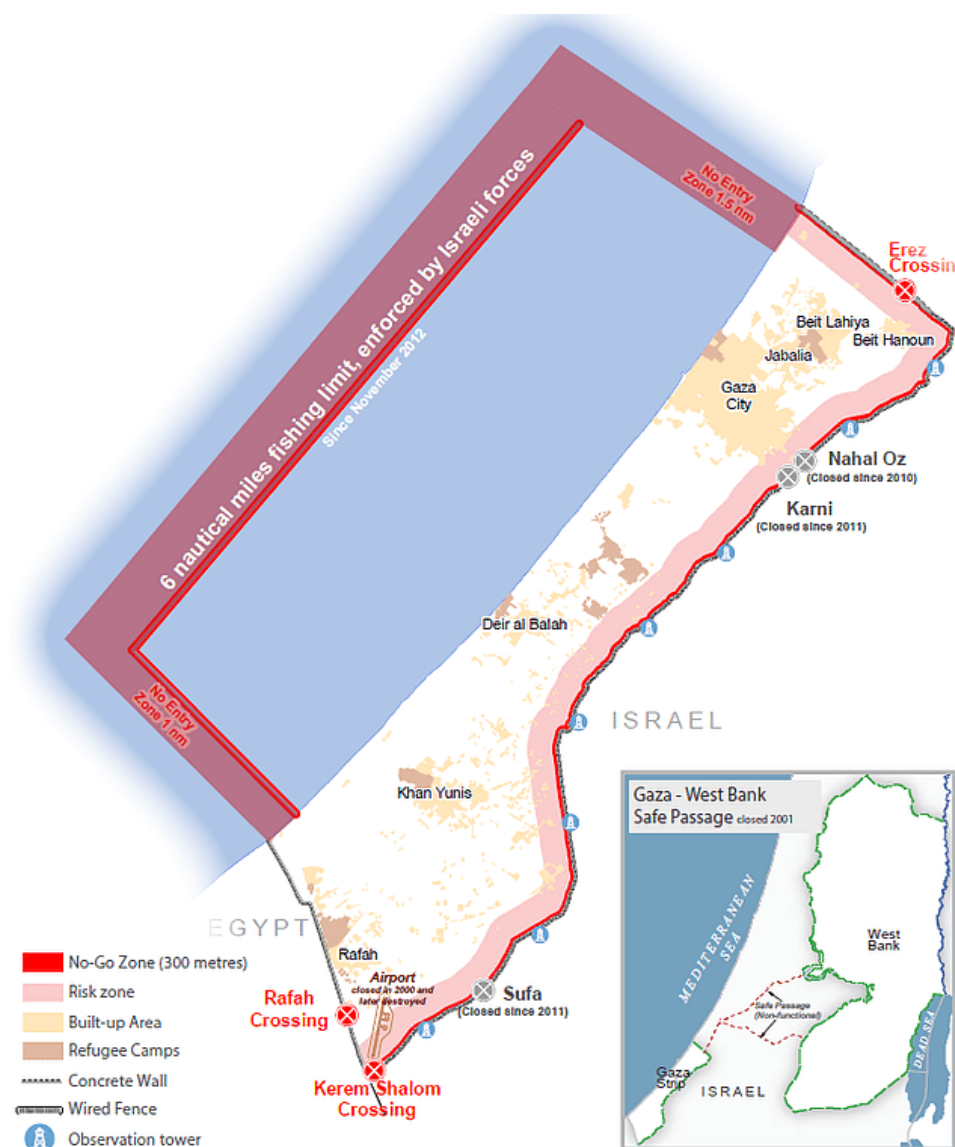 6 nautical miles fishing limit, enforced by Israeli forces
Since November 2012
No Entry
Zone 1.5 nm
Erez
Crossin
Beit Lahiya
Beit Hanoun
Jabalia
Gaza
City
Nahal Oz
(Closed since 2010)
Karni
(Closed since 2011)
Deir al Balah
No Entry
Zone 1 nm
ISRAEL
Khan Yunis
EGYPT
Rafah
Airport
closed in 2000 and
later destroyed
Sufa
(Closed since 2011)
Rafah
Crossing
Kerem Shalom
Crossing
No-Go Zone (300 metres)
Risk zone
Built-up Area
Refugee Camps
Concrete Wall
Wired Fence
Observation tower
Gaza - West Bank
Safe Passage closed 2001
MEDITERRANEAN
SEA
West
Bank
Safe Passage
(Non-functional)
DEAD SEA
Gaza
Strip
ISRAEL